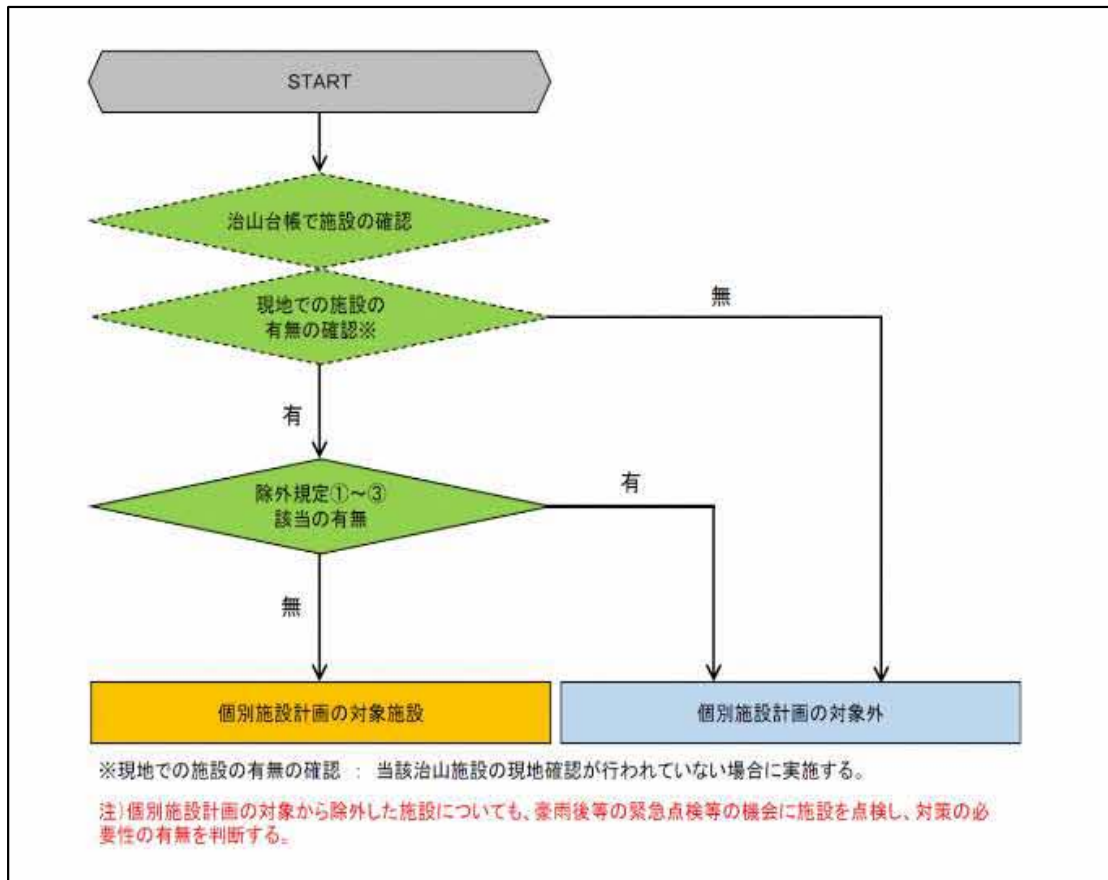 START
治山台帳で施設の確認
現地での施設の
有無の確認※
無
有
除外規定①～③
該当の有無
有
無
個別施設計画の対象施設
個別施設計画の対象外
※現地での施設の有無の確認 ： 当該治山施設の現地確認が行われていない場合に実施する。
注)個別施設計画の対象から除外した施設についても、豪雨後等の緊急点検等の機会に施設を点検し、対策の必
要性の有無を判断する。